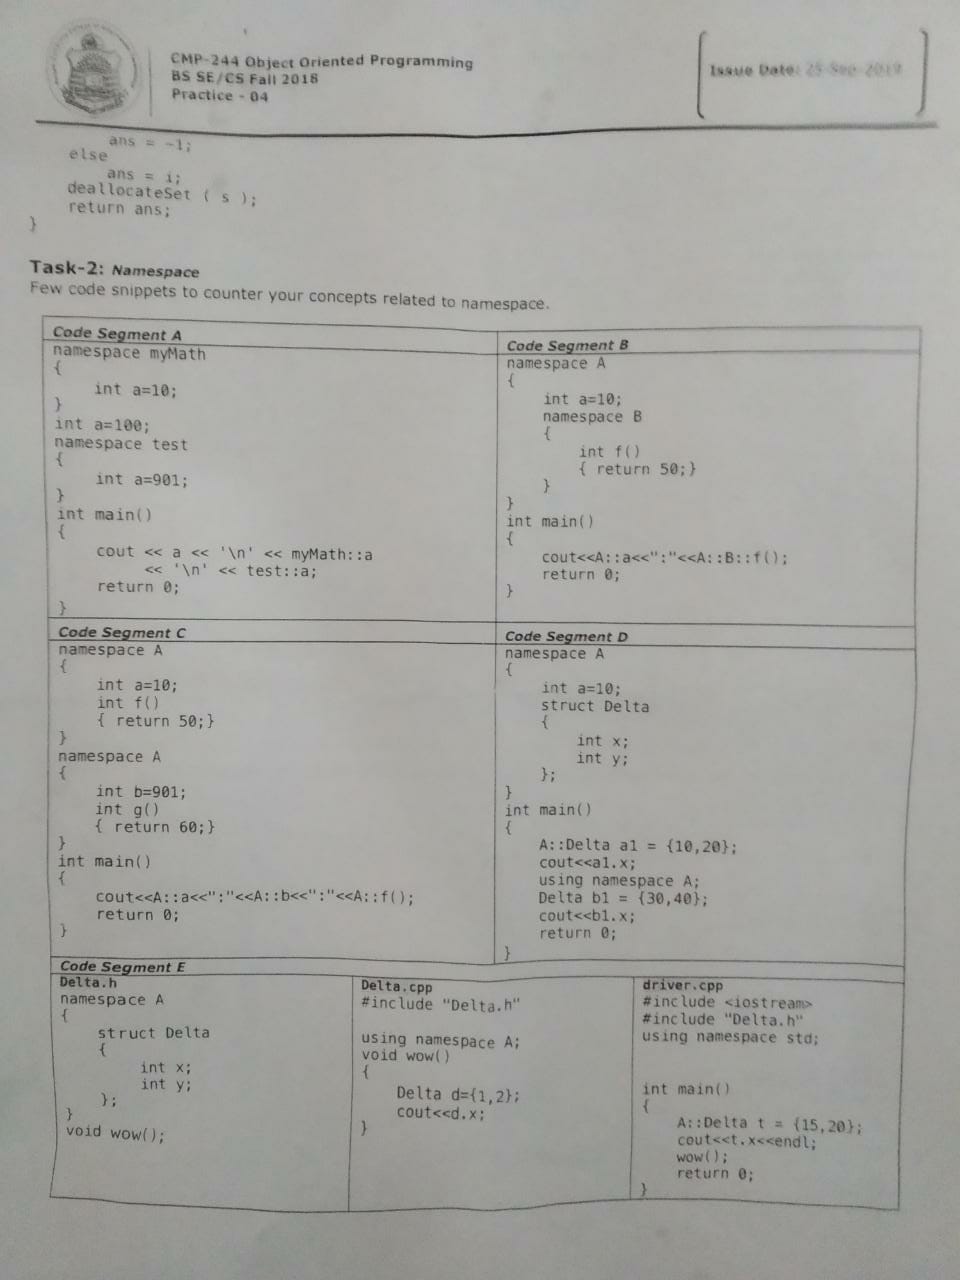 CMP-244 Object Oriented Programming
BS SE/CS Fall 2018
Practice - 04
Issue Date: 25-Sep-2019
ans = -1;
else
ans = i;
deallocateSet ( s );
return ans;
}
Task-2: Namespace
Few code snippets to counter your concepts related to namespace.
Code Segment A
namespace myMath
{
int a=10;
}
int a=100;
namespace test
{
int a=901;
}
int main()
{
cout << a << '\n' << myMath::a
<< '\n' << test::a;
return 0;
}
Code Segment B
namespace A
{
int a=10;
namespace B
{
int f()
{ return 50;}
}
}
int main()
{
cout<<A::a<<":"<<A::B::f();
return 0;
}
Code Segment C
namespace A
{
int a=10;
int f()
{ return 50;}
}
namespace A
{
int b=901;
int g()
{ return 60;}
}
int main()
{
cout<<A::a<<":"<<A::b<<":"<<A::f();
return 0;
}
Code Segment D
namespace A
{
int a=10;
struct Delta
{
int x;
int y;
};
}
int main()
{
A::Delta a1 = {10,20};
cout<<a1.x;
using namespace A;
Delta b1 = {30,40};
cout<<b1.x;
return 0;
}
Code Segment E
Delta.h
namespace A
{
struct Delta
{
int x;
int y;
};
}
void wow();
Delta.cpp
#include "Delta.h"
using namespace A;
void wow()
{
Delta d={1,2};
cout<<d.x;
}
driver.cpp
#include <iostream>
#include "Delta.h"
using namespace std;
int main()
{
A::Delta t = {15,20};
cout<<t.x<<endl;
wow();
return 0;
}